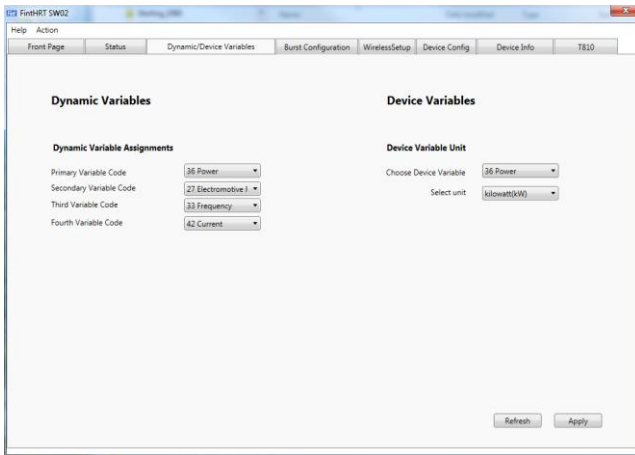 FintHRT SW02
Help Action
Front Page Status Dynamic/Device Variables Burst Configuration WirelessSetup Device Config Device Info T810
Dynamic Variables Device Variables
Dynamic Variable Assignments Device Variable Unit
Primary Variable Code 36 Power Choose Device Variable 36 Power
Secondary Variable Code 27 Electromotive F
Select unit kilowatt(kW)
Third Variable Code 33 Frequency
Fourth Variable Code 42 Current
Refresh Apply